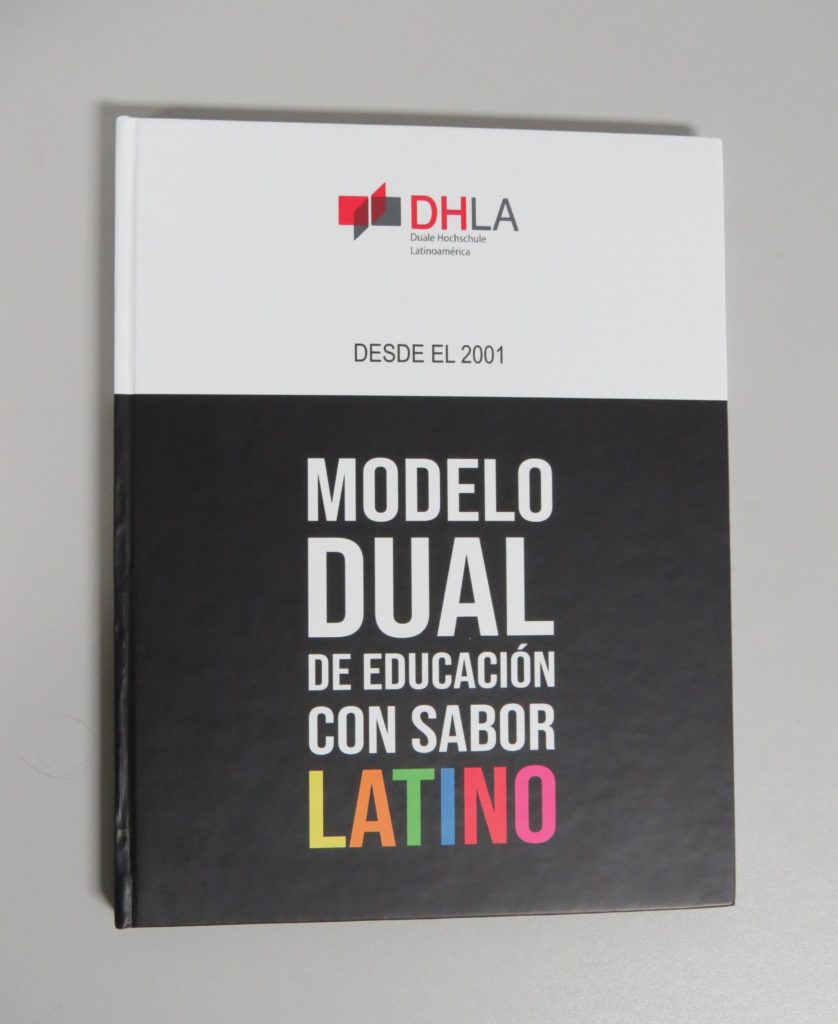 DHLA
Duale Hochschule
Latinoamérica
DESDE EL 2001
MODELO
DUAL
DE EDUCACIÓN
CON SABOR
LATINO